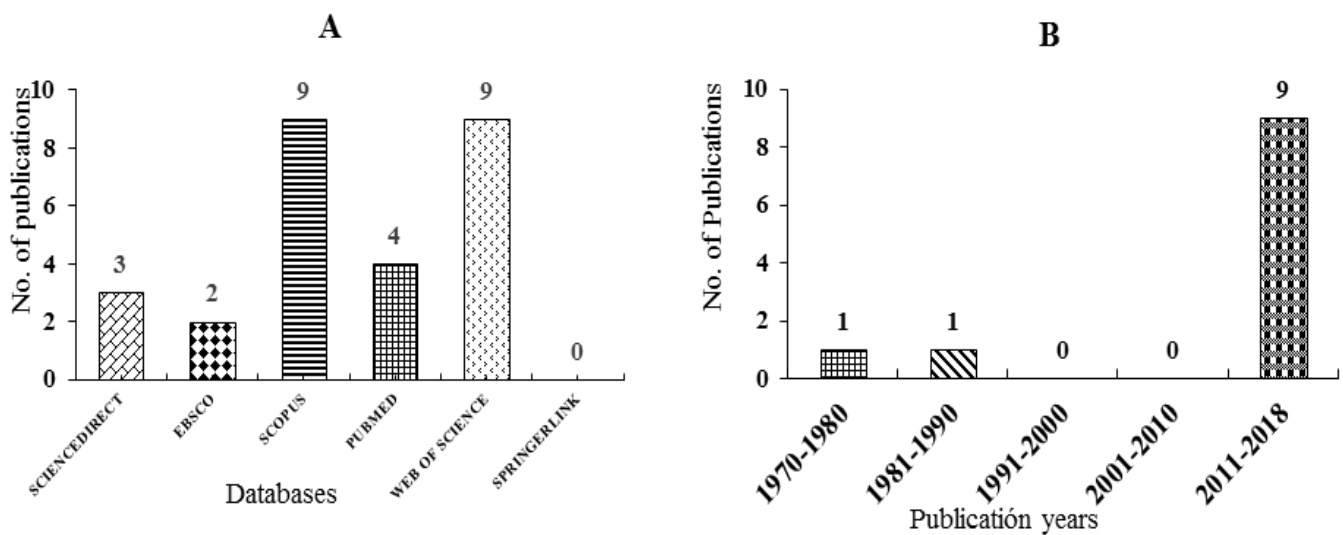 A
No. of publications
10
8
6
4
2
0
3
2
9
4
9
0
SCIENCEDIRECT
EBSCO
SCOPUS
PUBMED
WEB OF SCIENCE
SPRINGERLINK
Databases
B
No. of Publications
10
8
6
4
2
0
1
1
0
0
9
1970-1980
1981-1990
1991-2000
2001-2010
2011-2018
Publicatión years